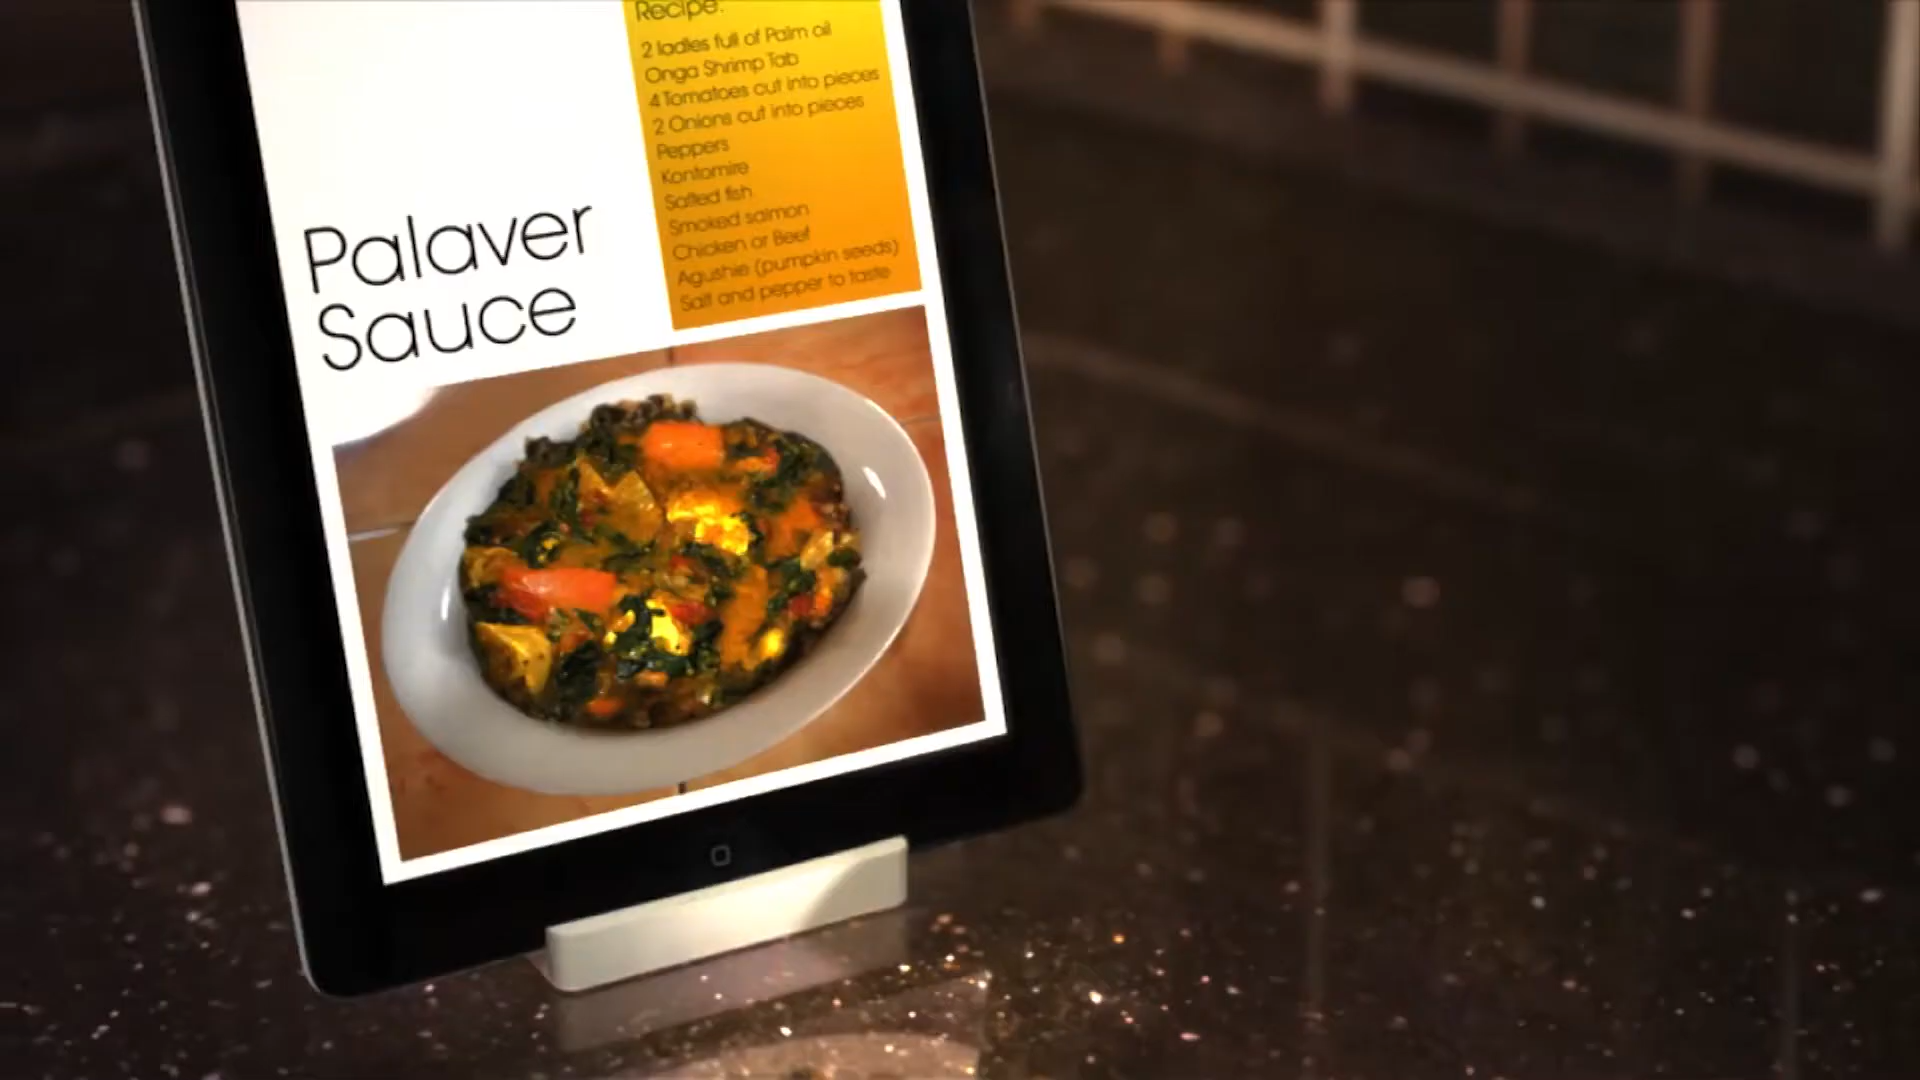 Recipe:
2 ladles full of Palm oil
Onga Shrimp Tab
4 Tomatoes cut into pieces
2 Onions cut into pieces
Peppers
Kontomire
Salted fish
Smoked salmon
Chicken or Beef
Agushie (pumpkin seeds)
Salt and pepper to taste
Palaver
Sauce